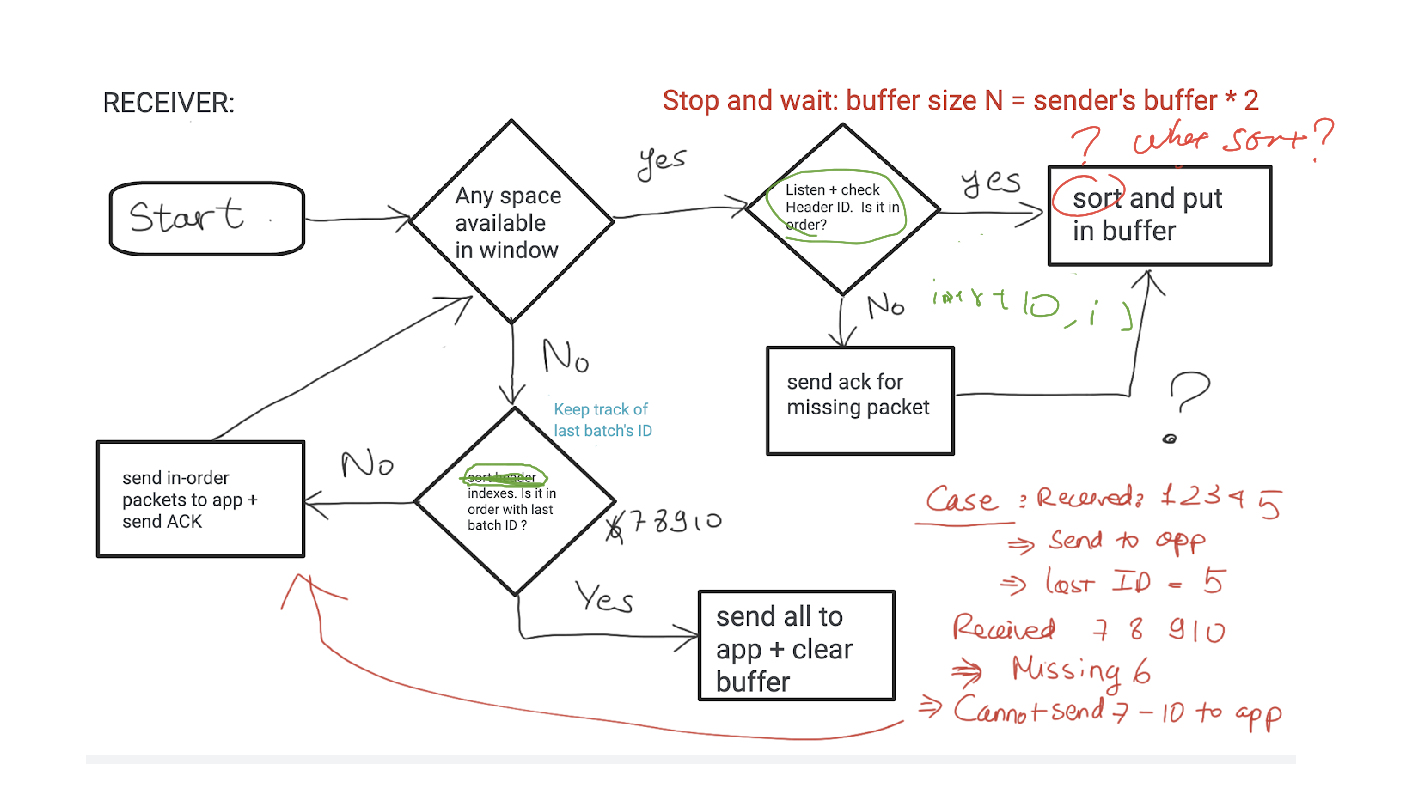 RECEIVER:
Stop and wait: buffer size N = sender's buffer * 2
? sort?
Start
Any space
available
in window
yes
Listen + check
Header ID. Is it in
order?
yes
sort and put
in buffer
No
No
send ack for
missing packet
?
Keep track of
last batch's ID
sort header
indexes. Is it in
order with last
batch ID ?
No
send in-order
packets to app +
send ACK
6 7 8 9 10
Yes
send all to
app + clear
buffer
Case : Received: 1 2 3 4 5
⇒ Send to app
⇒ last ID = 5
Received 7 8 9 10
⇒ Missing 6
⇒ Cannot send 7 - 10 to app